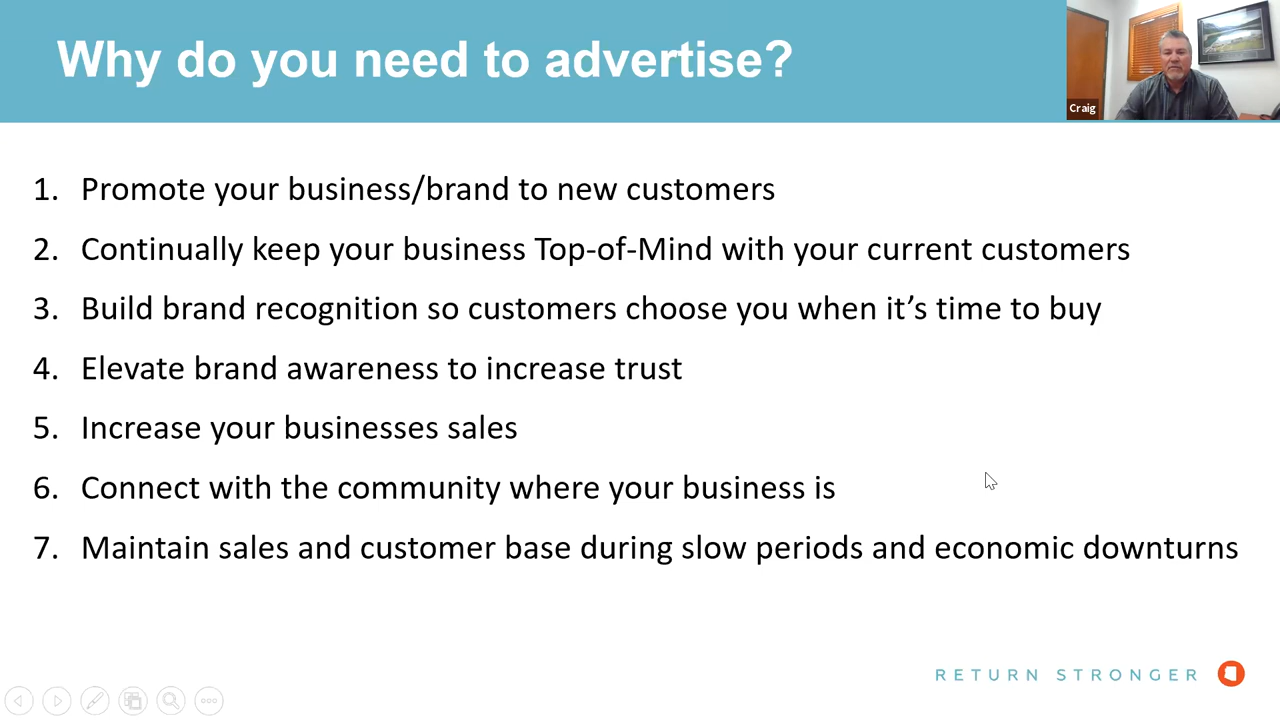 Why do you need to advertise?
Craig
1. Promote your business/brand to new customers
2. Continually keep your business Top-of-Mind with your current customers
3. Build brand recognition so customers choose you when it’s time to buy
4. Elevate brand awareness to increase trust
5. Increase your businesses sales
6. Connect with the community where your business is
7. Maintain sales and customer base during slow periods and economic downturns
RETURN STRONGER